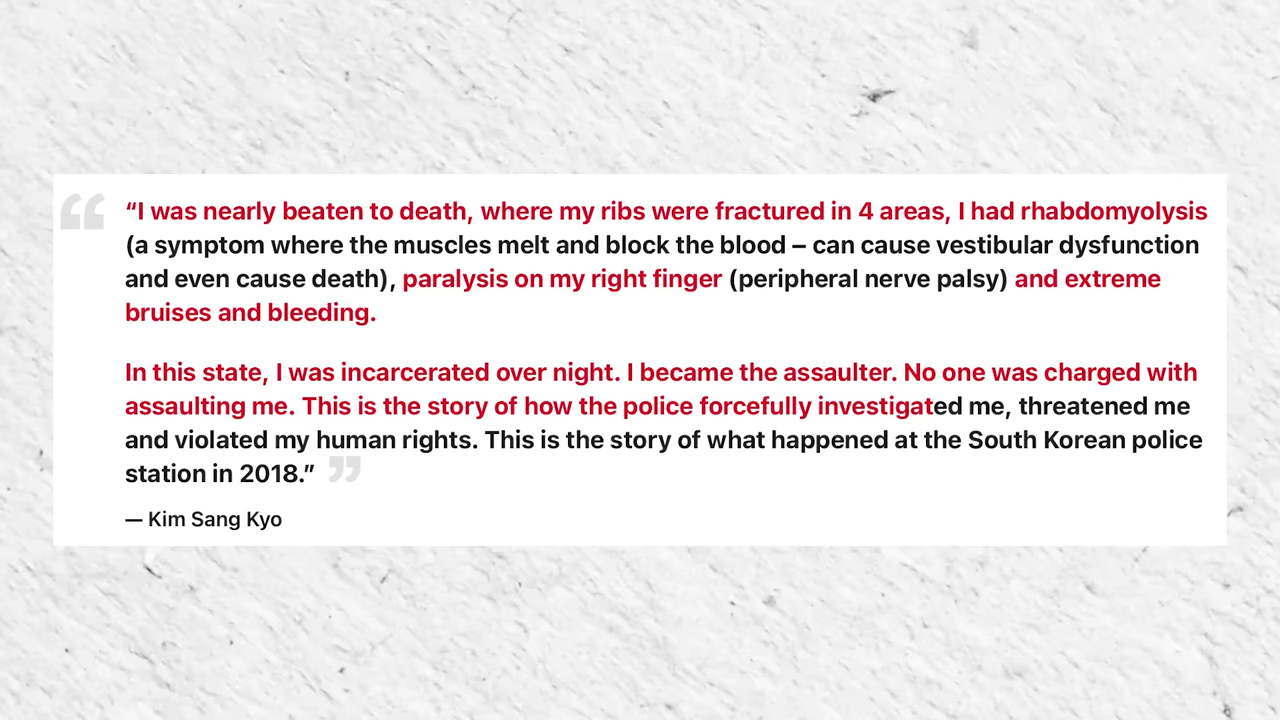 “I was nearly beaten to death, where my ribs were fractured in 4 areas, I had rhabdomyolysis
(a symptom where the muscles melt and block the blood – can cause vestibular dysfunction
and even cause death), paralysis on my right finger (peripheral nerve palsy) and extreme
bruises and bleeding.
In this state, I was incarcerated over night. I became the assaulter. No one was charged with
assaulting me. This is the story of how the police forcefully investigated me, threatened me
and violated my human rights. This is the story of what happened at the South Korean police
station in 2018.”
— Kim Sang Kyo